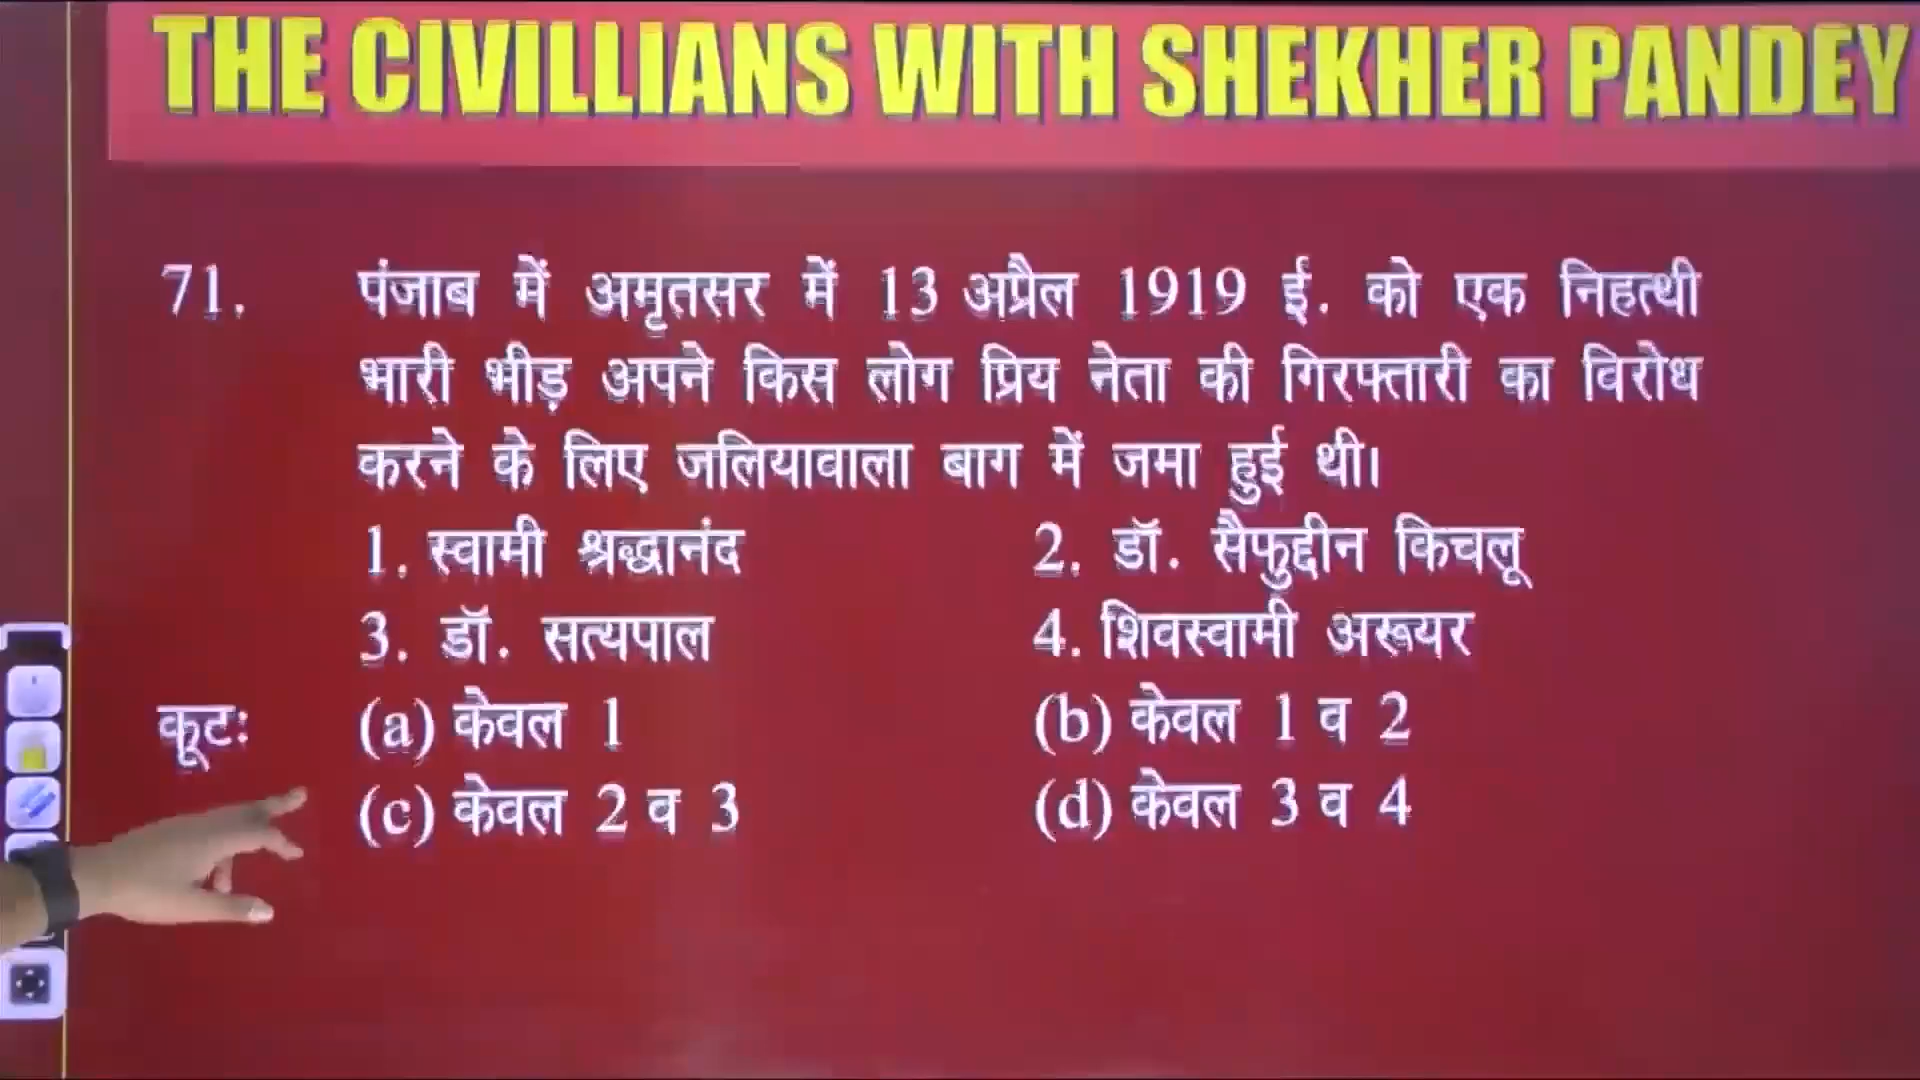 THE CIVILLIANS WITH SHEKHER PANDEY
71. पंजाब में अमृतसर में 13 अप्रैल 1919 ई. को एक निहत्थी
भारी भीड़ अपने किस लोग प्रिय नेता की गिरफ्तारी का विरोध
करने के लिए जलियावाला बाग में जमा हुई थी।
1. स्वामी श्रद्धानंद 2. डॉ. सैफुद्दीन किचलू
3. डॉ. सत्यपाल 4. शिवस्वामी अरूयर
कूटः (a) केवल 1 (b) केवल 1 व 2
(c) केवल 2 व 3 (d) केवल 3 व 4